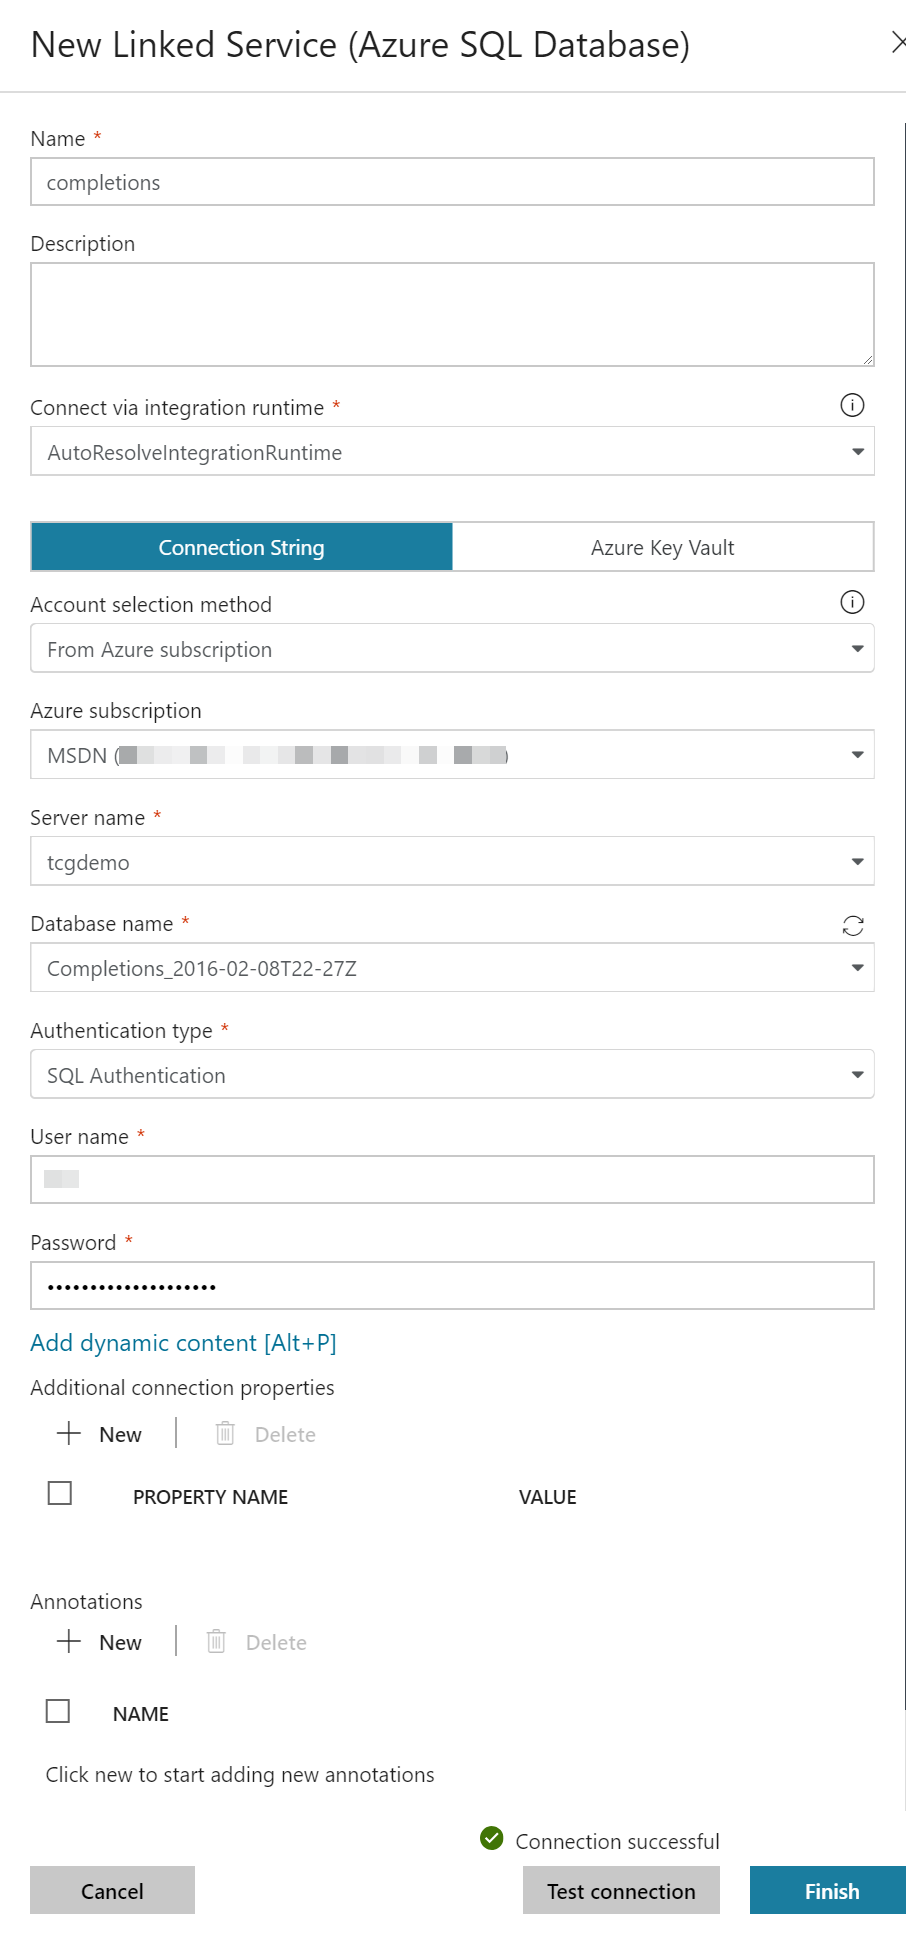 New Linked Service (Azure SQL Database)
Name *
completions
Description
Connect via integration runtime *
AutoResolveIntegrationRuntime
Connection String Azure Key Vault
Account selection method
From Azure subscription
Azure subscription
MSDN ( )
Server name *
tcgdemo
Database name *
Completions_2016-02-08T22-27Z
Authentication type *
SQL Authentication
User name *
Password *
••••••••••••••••••••
Add dynamic content [Alt+P]
Additional connection properties
New | Delete
PROPERTY NAME VALUE
Annotations
New | Delete
NAME
Click new to start adding new annotations
Connection successful
Cancel Test connection Finish